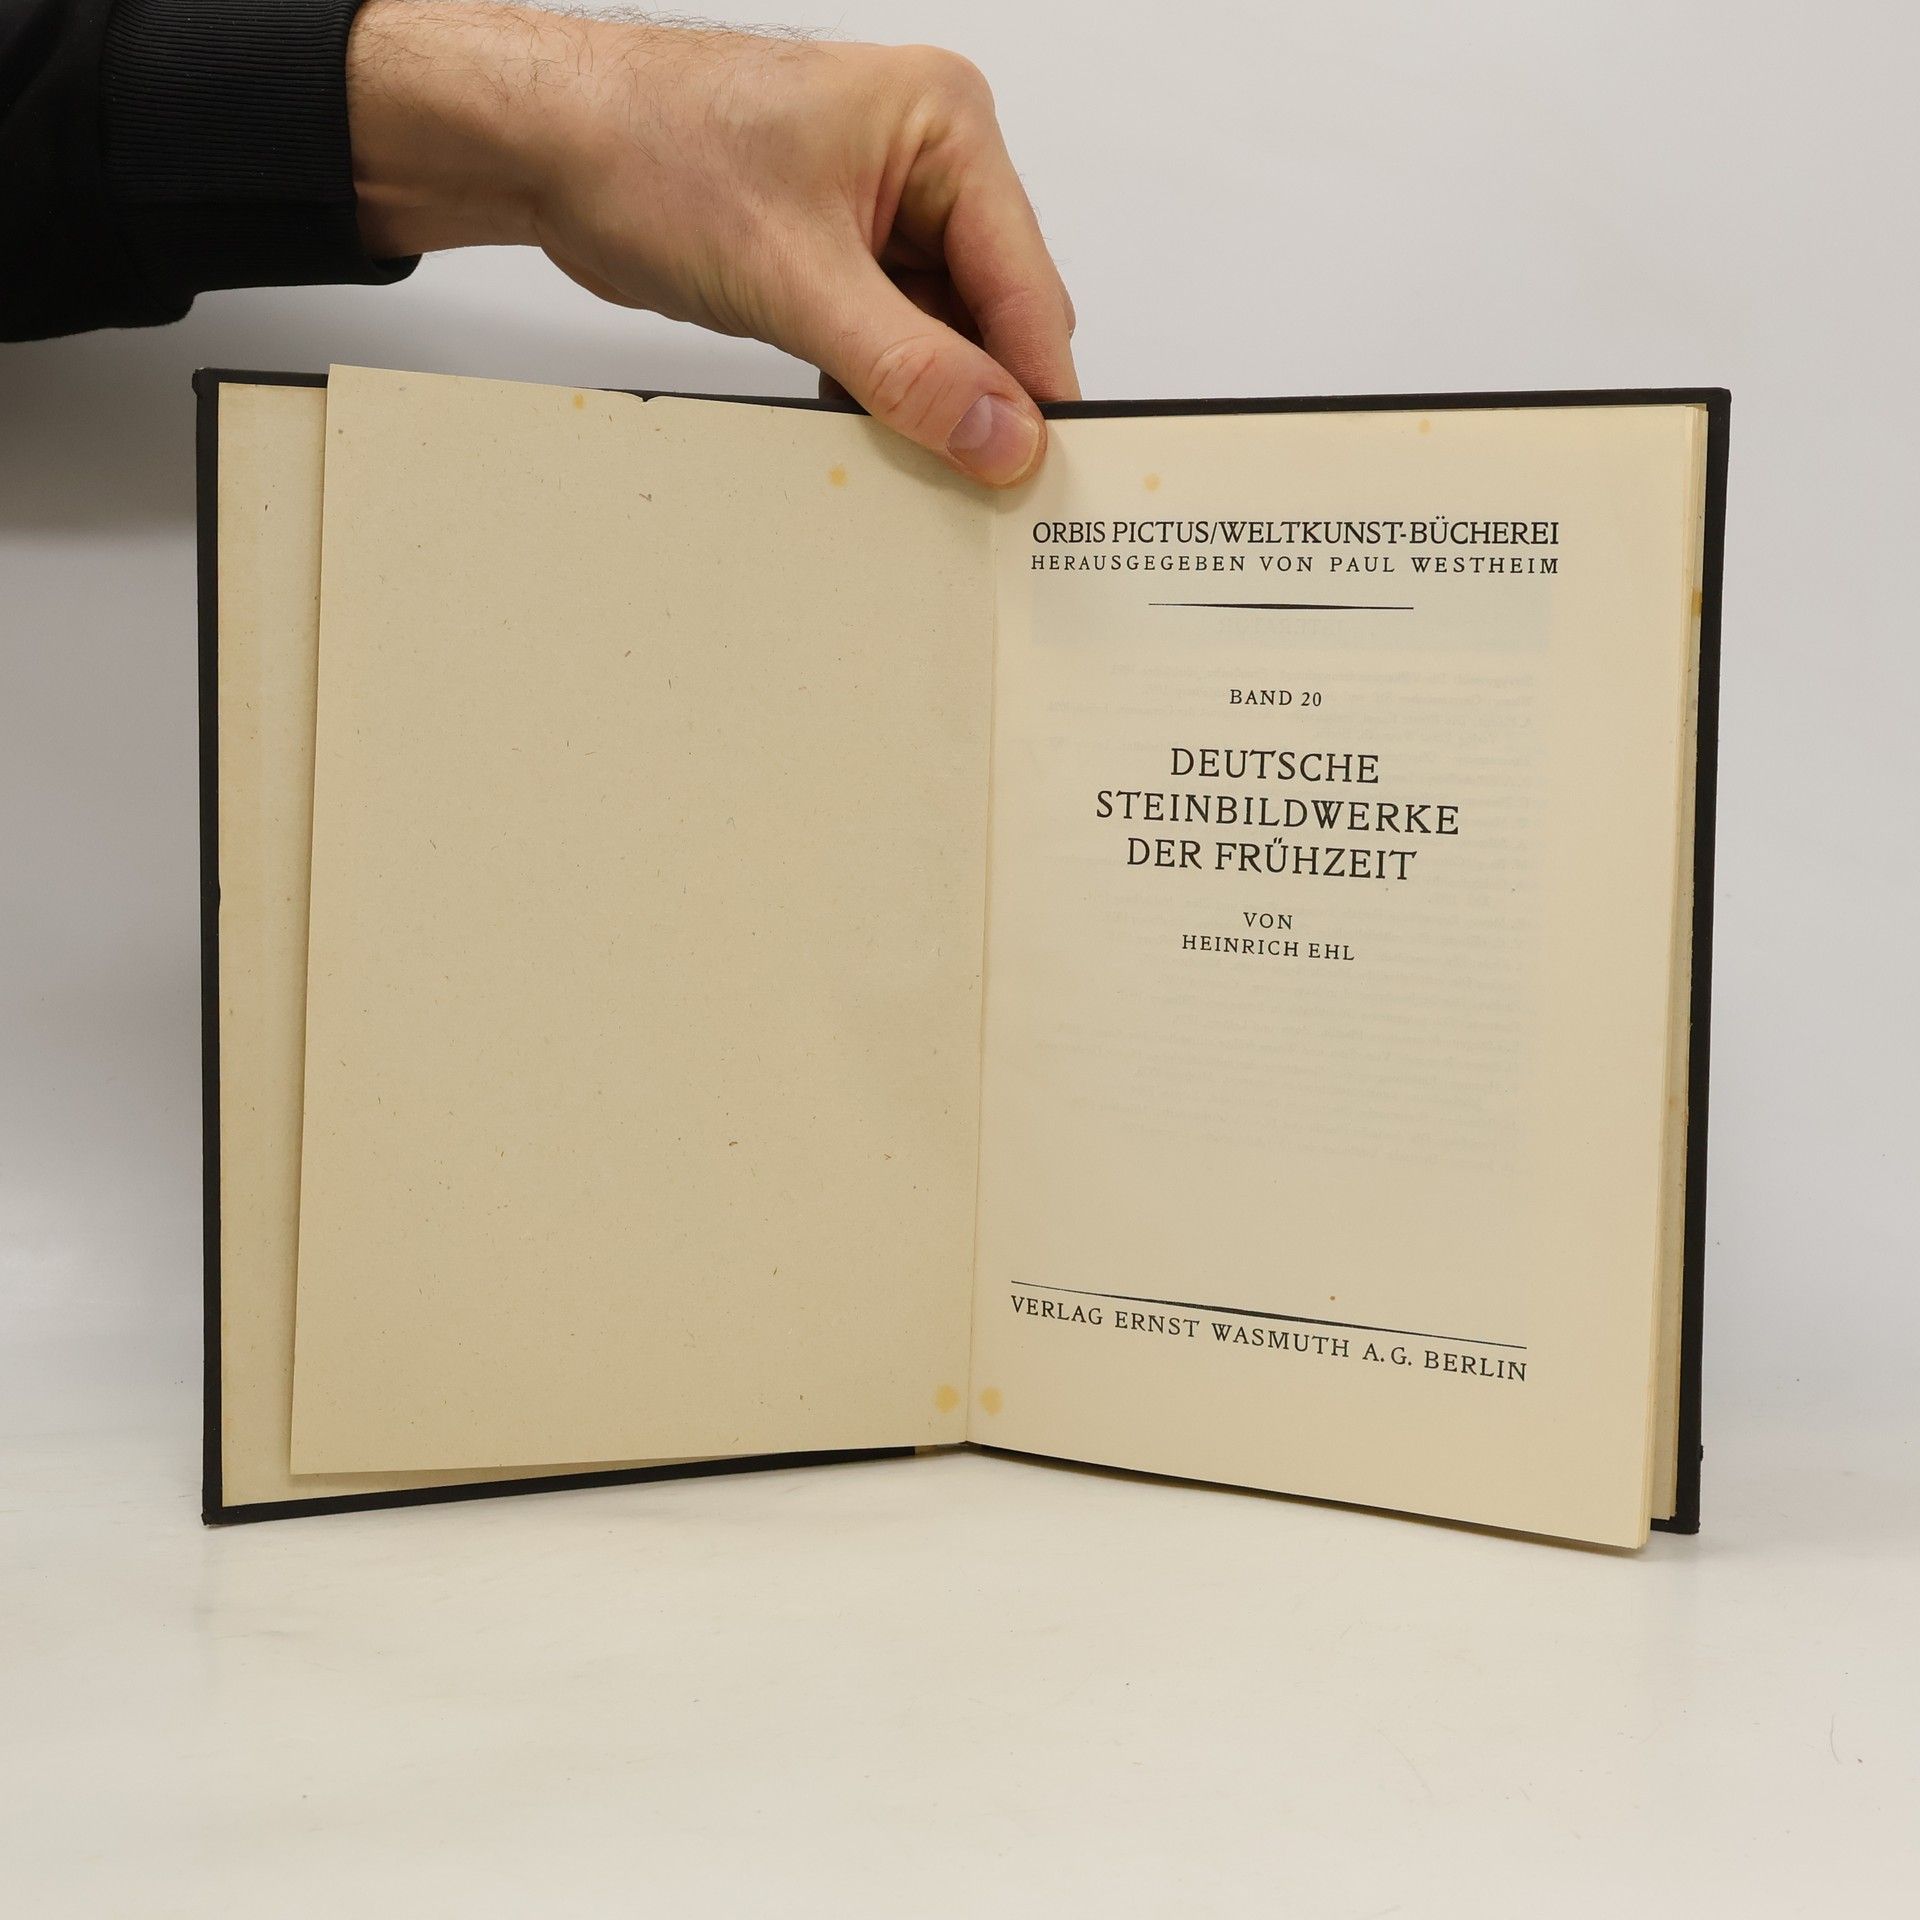 ORBIS PICTUS/WELTKUNST-BÜCHEREI
HERAUSGEGEBEN VON PAUL WESTHEIM
BAND 20
DEUTSCHE
STEINBILDWERKE
DER FRÜHZEIT
VON
HEINRICH EHL
VERLAG ERNST WASMUTH A.G. BERLIN